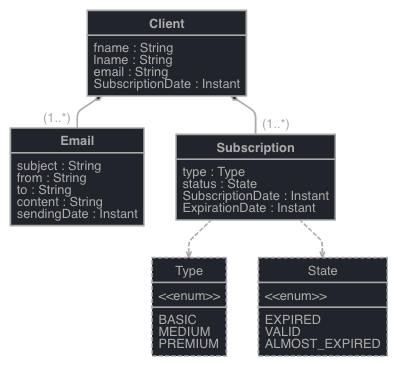 Client
fname : String
lname : String
email : String
SubscriptionDate : Instant
(1..*)
(1..*)
Email
subject : String
from : String
to : String
content : String
sendingDate : Instant
Subscription
type : Type
status : State
SubscriptionDate : Instant
ExpirationDate : Instant
Type
<<enum>>
BASIC
MEDIUM
PREMIUM
State
<<enum>>
EXPIRED
VALID
ALMOST_EXPIRED